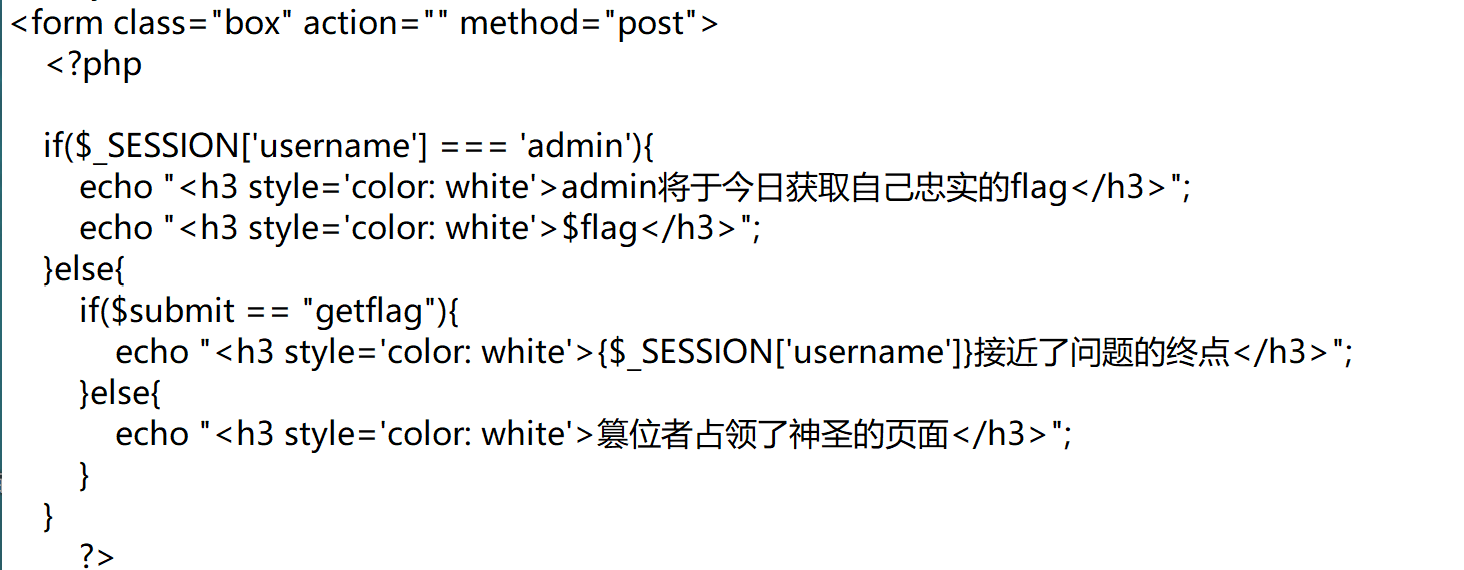 <form class="box" action="" method="post">
<?php
if($_SESSION['username'] === 'admin'){
echo "<h3 style='color: white'>admin将于今日获取自己忠实的flag</h3>";
echo "<h3 style='color: white'>$flag</h3>";
}else{
if($submit == "getflag"){
echo "<h3 style='color: white'>{$_SESSION['username']}接近了问题的终点</h3>";
}else{
echo "<h3 style='color: white'>篡位者占领了神圣的页面</h3>";
}
}
?>